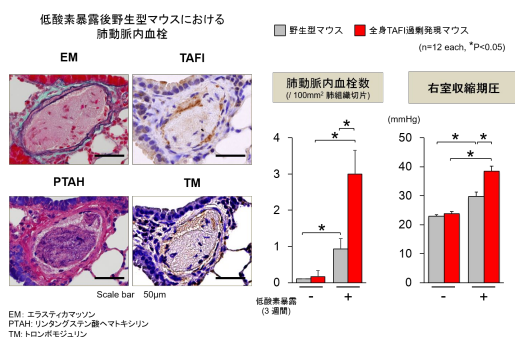 低酸素暴露後野生型マウスにおける
肺動脈内血栓
EM
TAFI
PTAH
TM
Scale bar 50μm
EM: エラスティカマッソン
PTAH: リンタングステン酸ヘマトキシリン
TM: トロンボモジュリン
野生型マウス
全身TAFI過剰発現マウス
(n=12 each, *P<0.05)
肺動脈内血栓数
(/ 100mm² 肺組織切片)
4
3
2
1
0
*
*
*
低酸素暴露
(3 週間)
-
+
右室収縮期圧
(mmHg)
50
40
30
20
10
0
*
*
*
-
+